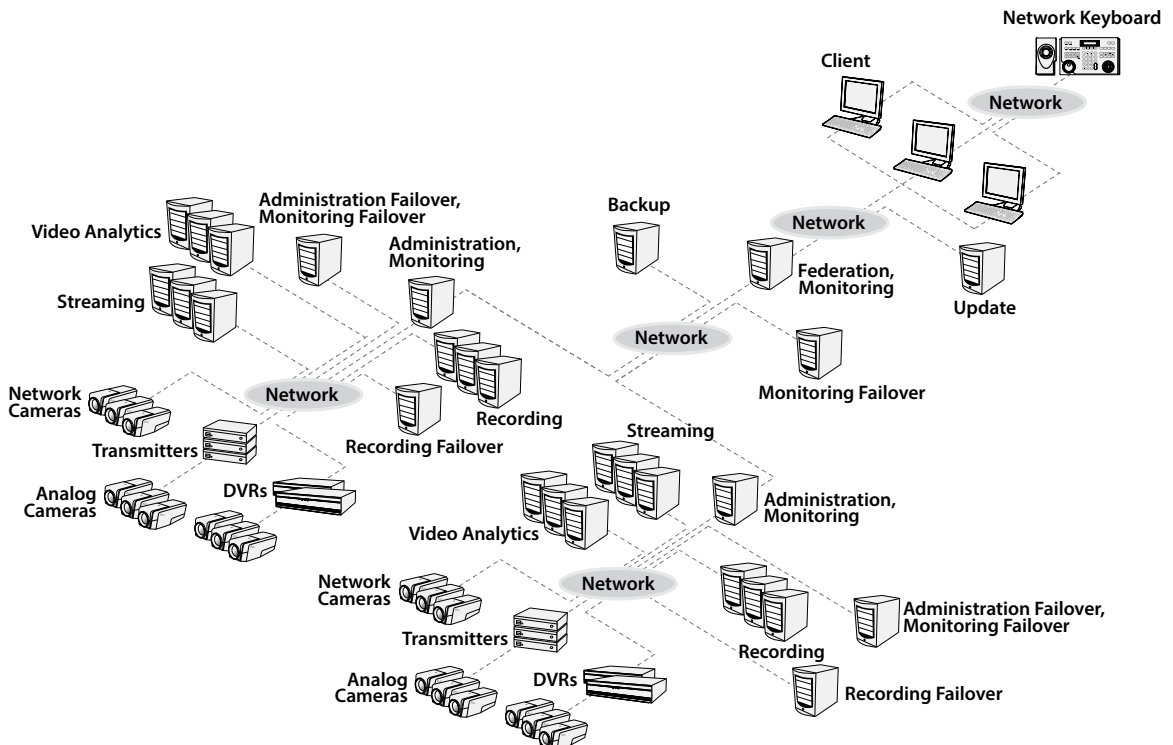 Network Keyboard
Client
Network
Administration Failover,
Monitoring Failover
Backup
Network
Video Analytics
Administration,
Monitoring
Federation,
Monitoring
Streaming
Update
Network
Network
Cameras
Network
Monitoring Failover
Recording
Transmitters
Recording Failover
Streaming
Analog
Cameras
DVRs
Administration,
Monitoring
Video Analytics
Network
Network
Cameras
Administration Failover,
Monitoring Failover
Transmitters
Recording
Analog
Cameras
DVRs
Recording Failover